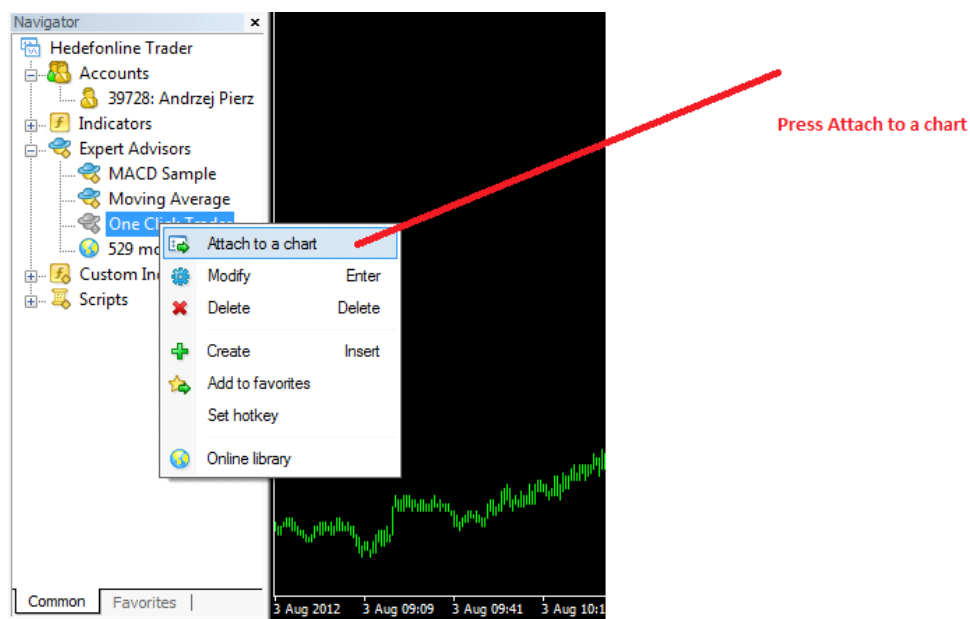 Navigator
Hedefonline Trader
Accounts
39728: Andrzej Pierz
Indicators
Expert Advisors
MACD Sample
Moving Average
One Click Trader
529
Custom
Scripts
Attach to a chart
Modify Enter
Delete Delete
Create Insert
Add to favorites
Set hotkey
Online library
Press Attach to a chart
3 Aug 2012 3 Aug 09:09 3 Aug 09:41 3 Aug 10:1
Common Favorites